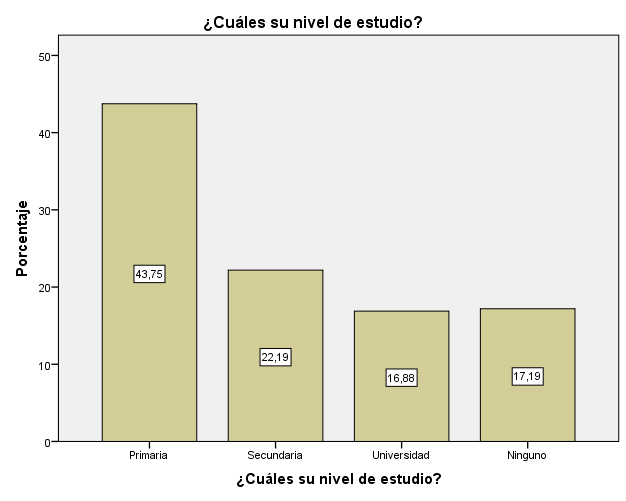 ¿Cuáles su nivel de estudio?
50
40
30
20
10
0
Porcentaje
43,75
22,19
16,88
17,19
Primaria
Secundaria
Universidad
Ninguno
¿Cuáles su nivel de estudio?